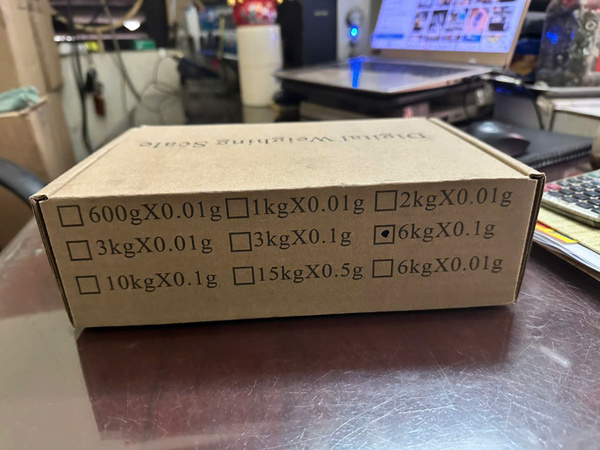 Digital Weighing Scale
600gX0.01g 1kgX0.01g 2kgX0.01g
3kgX0.01g 3kgX0.1g 6kgX0.1g
10kgX0.1g 15kgX0.5g 6kgX0.01g